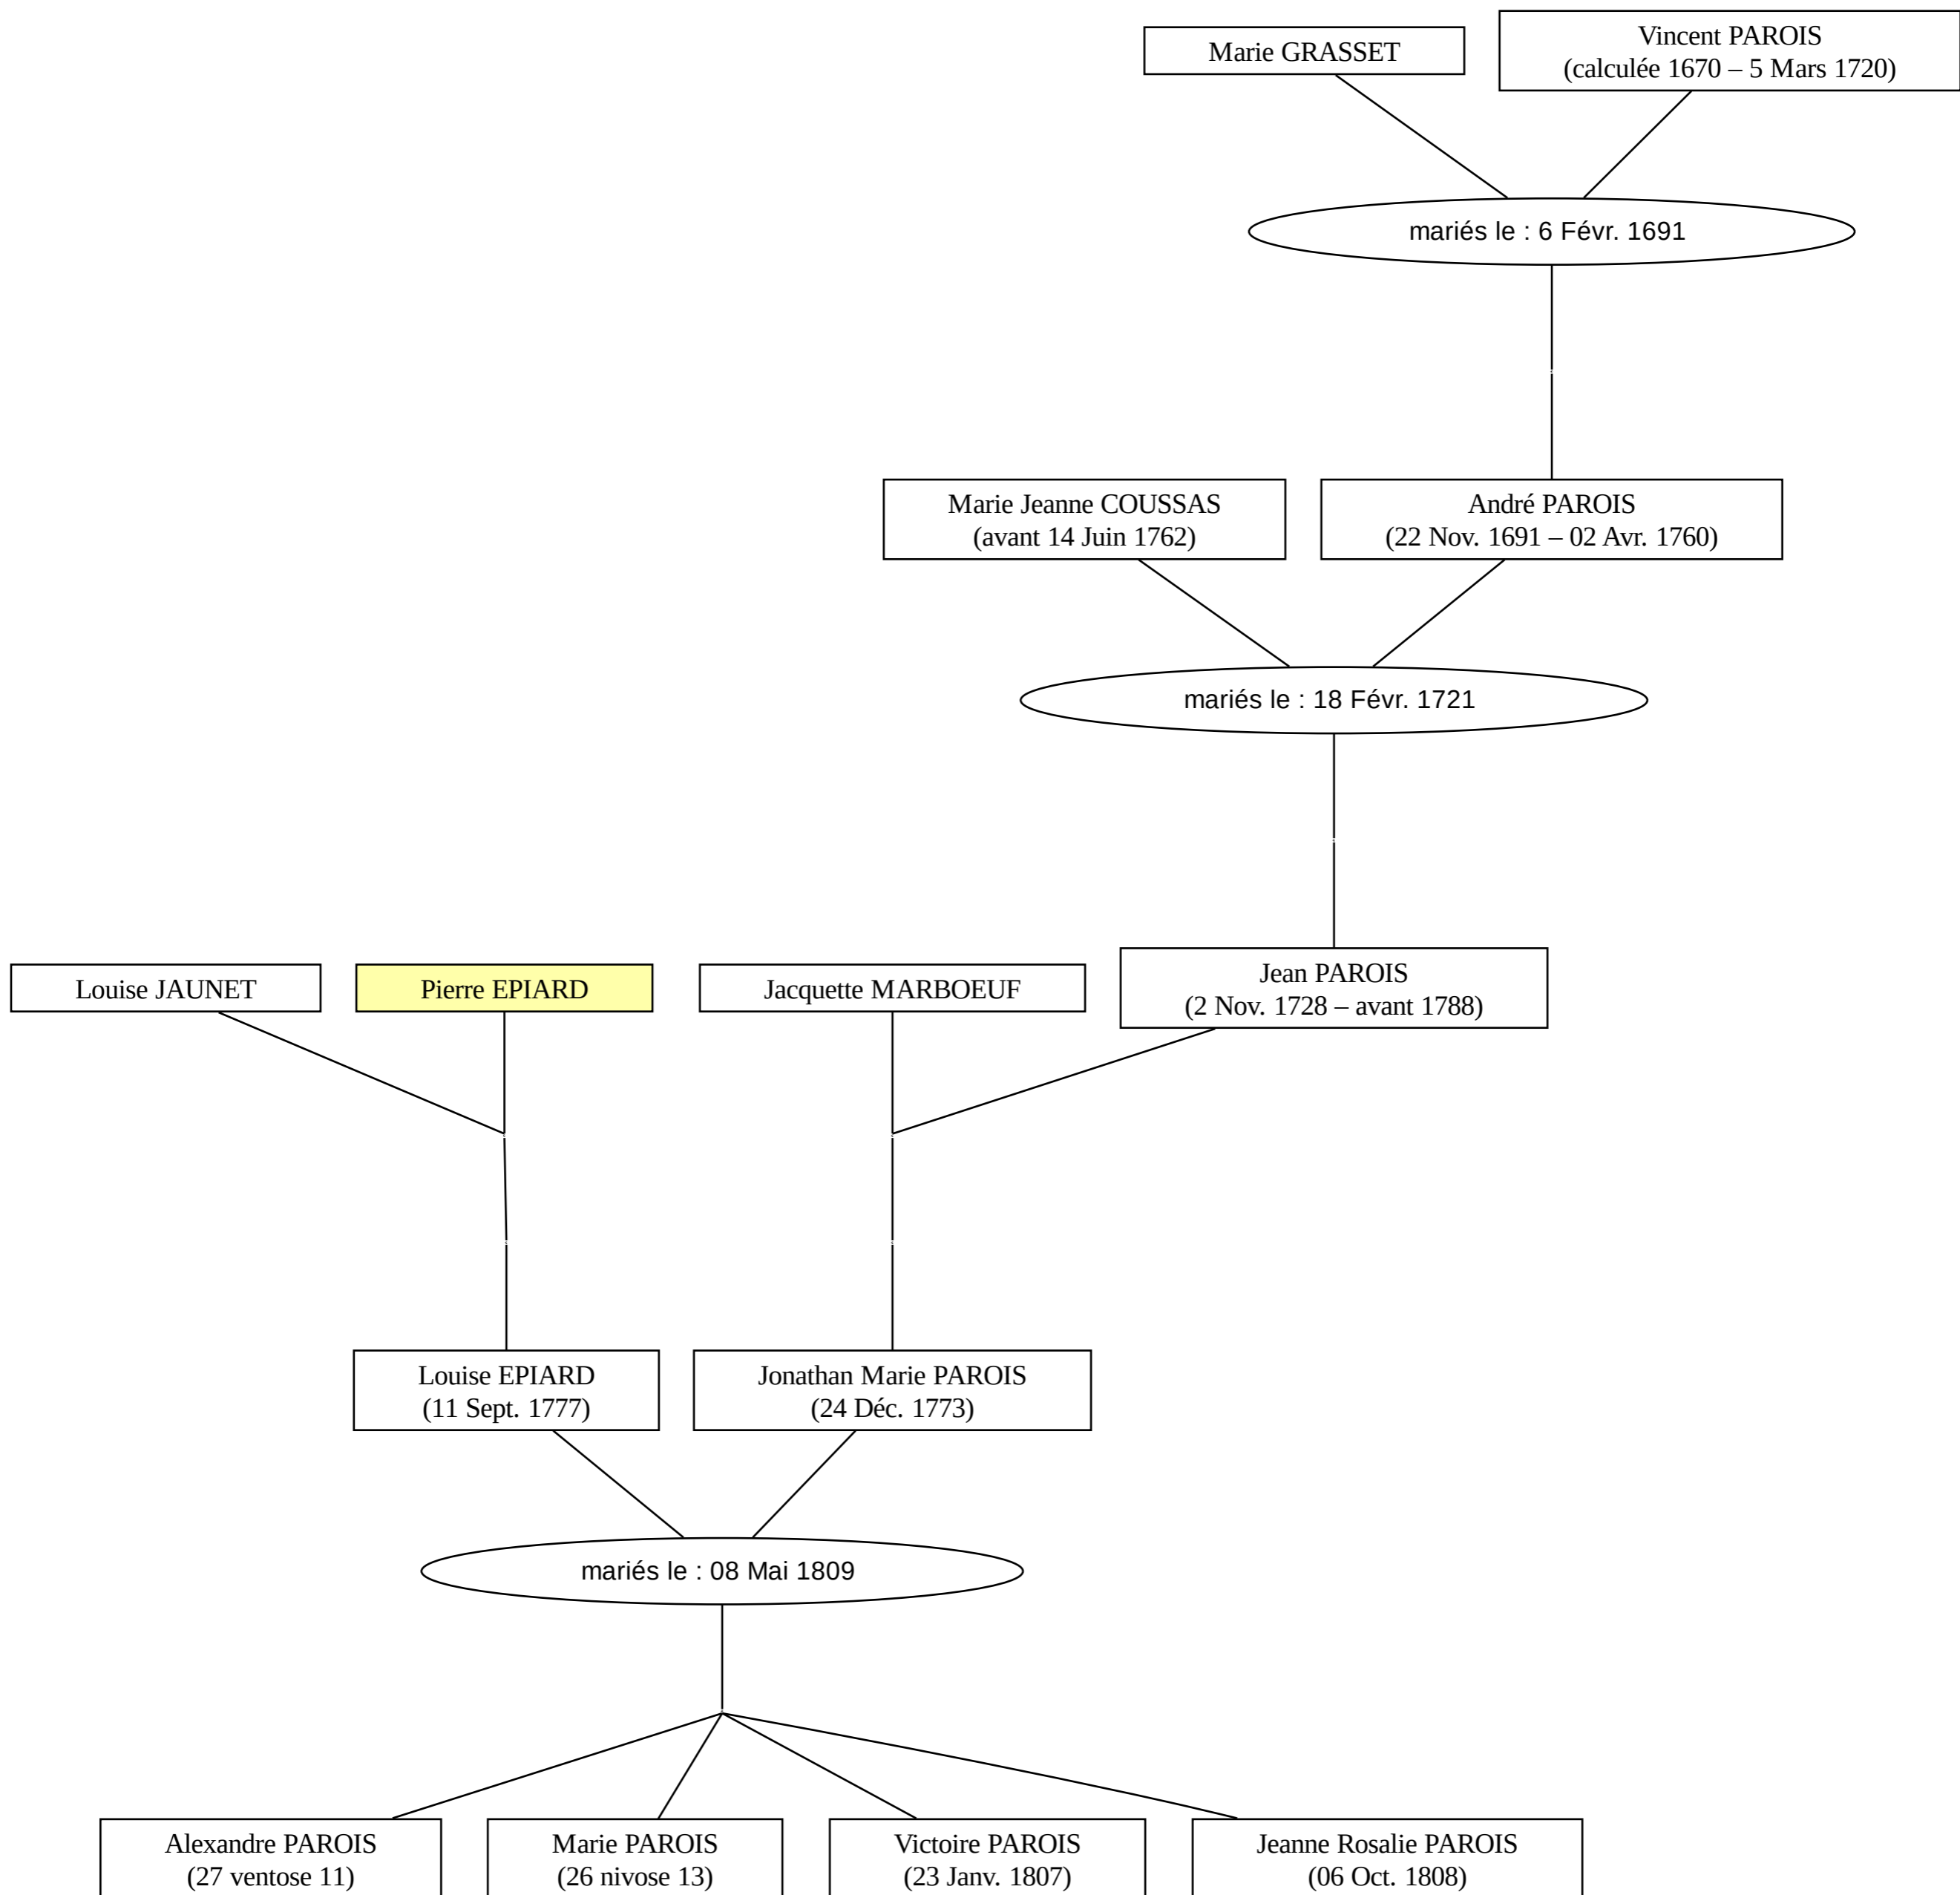 Marie GRASSET
Vincent PAROIS
(calculée 1670 – 5 Mars 1720)
mariés le : 6 Févr. 1691
Marie Jeanne COUSSAS
(avant 14 Juin 1762)
André PAROIS
(22 Nov. 1691 – 02 Avr. 1760)
mariés le : 18 Févr. 1721
Louise JAUNET
Pierre EPIARD
Jacquette MARBOEUF
Jean PAROIS
(2 Nov. 1728 – avant 1788)
Louise EPIARD
(11 Sept. 1777)
Jonathan Marie PAROIS
(24 Déc. 1773)
mariés le : 08 Mai 1809
Alexandre PAROIS
(27 ventose 11)
Marie PAROIS
(26 nivose 13)
Victoire PAROIS
(23 Janv. 1807)
Jeanne Rosalie PAROIS
(06 Oct. 1808)